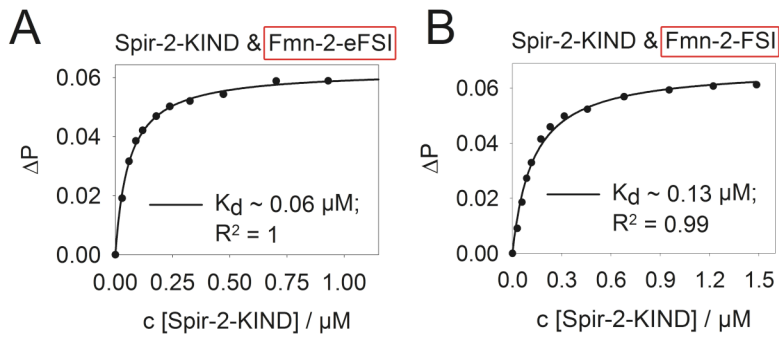 A
Spir-2-KIND & Fmn-2-eFSI
0.06
0.04
0.02
0.00
ΔP
K_d ~ 0.06 µM;
R² = 1
0.00 0.25 0.50 0.75 1.00
c [Spir-2-KIND] / µM
B
Spir-2-KIND & Fmn-2-FSI
0.06
0.04
0.02
0.00
ΔP
K_d ~ 0.13 µM;
R² = 0.99
0.0 0.3 0.6 0.9 1.2 1.5
c [Spir-2-KIND] / µM